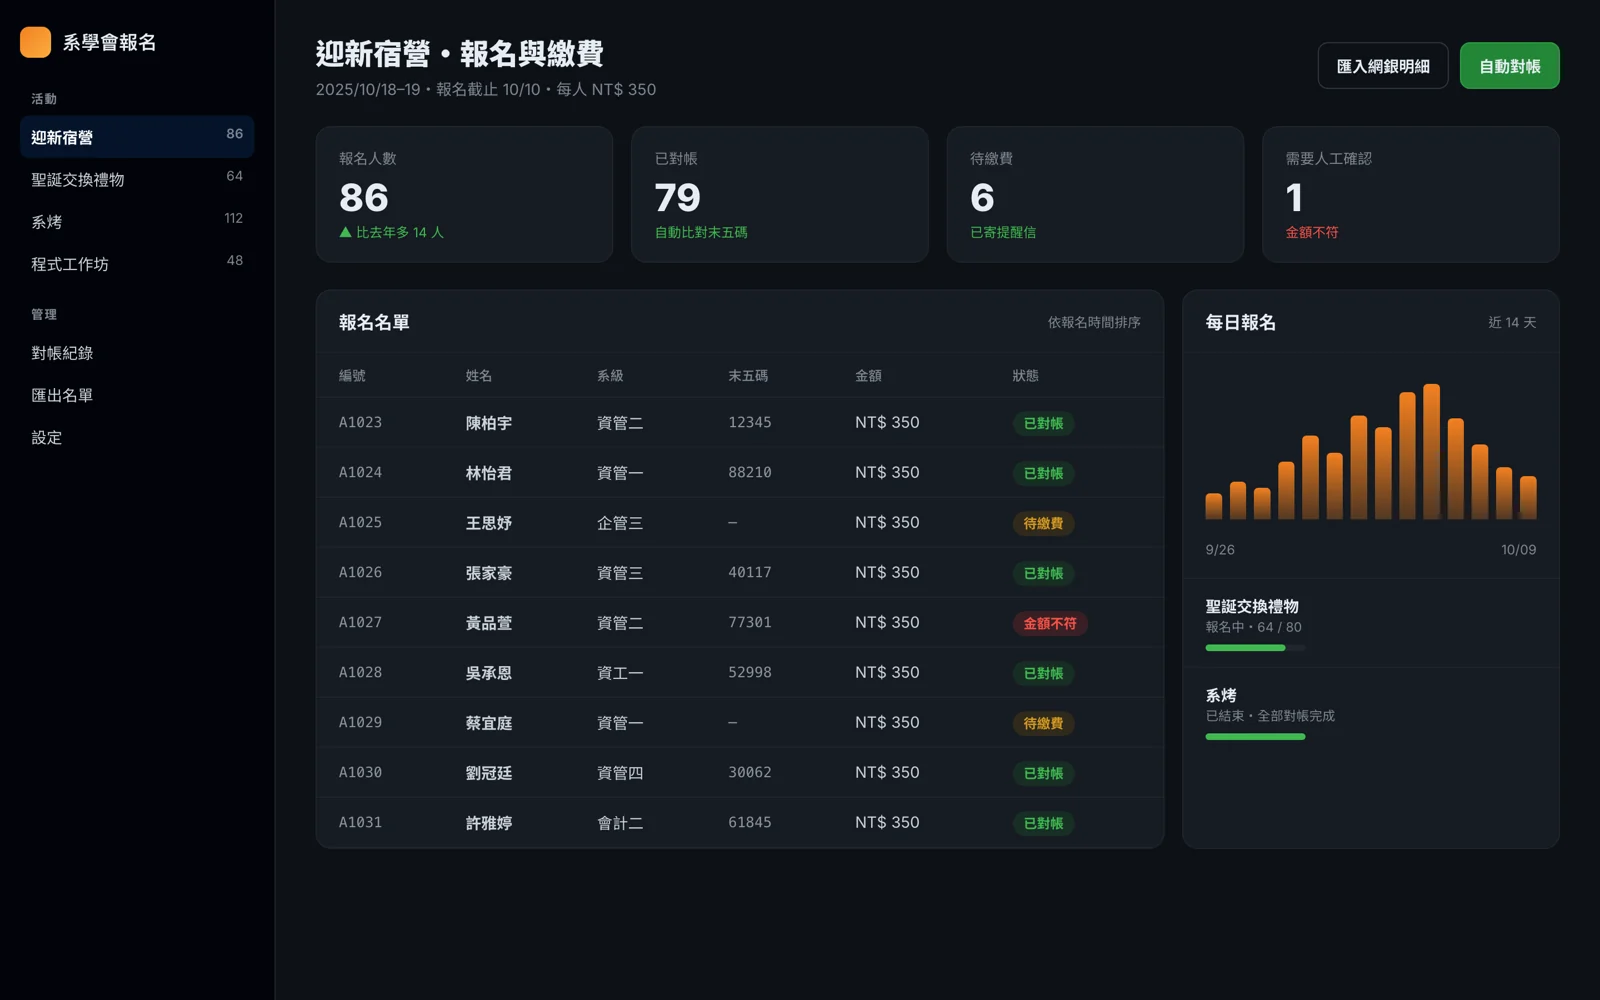 系學會報名
活動
迎新宿營 86
聖誕交換禮物 64
系烤 112
程式工作坊 48
管理
對帳紀錄
匯出名單
設定
迎新宿營・報名與繳費
2025/10/18–19・報名截止 10/10・每人 NT$ 350
匯入網銀明細
自動對帳
報名人數
86
▲ 比去年多 14 人
已對帳
79
自動比對末五碼
待繳費
6
已寄提醒信
需要人工確認
1
金額不符
報名名單 依報名時間排序
編號 姓名 系級 末五碼 金額 狀態
A1023 陳柏宇 資管二 12345 NT$ 350 已對帳
A1024 林怡君 資管一 88210 NT$ 350 已對帳
A1025 王思妤 企管三 — NT$ 350 待繳費
A1026 張家豪 資管三 40117 NT$ 350 已對帳
A1027 黃品萱 資管二 77301 NT$ 350 金額不符
A1028 吳承恩 資工一 52998 NT$ 350 已對帳
A1029 蔡宜庭 資管一 — NT$ 350 待繳費
A1030 劉冠廷 資管四 30062 NT$ 350 已對帳
A1031 許雅婷 會計二 61845 NT$ 350 已對帳
每日報名 近 14 天
9/26 10/09
聖誕交換禮物
報名中・64 / 80
系烤
已結束・全部對帳完成